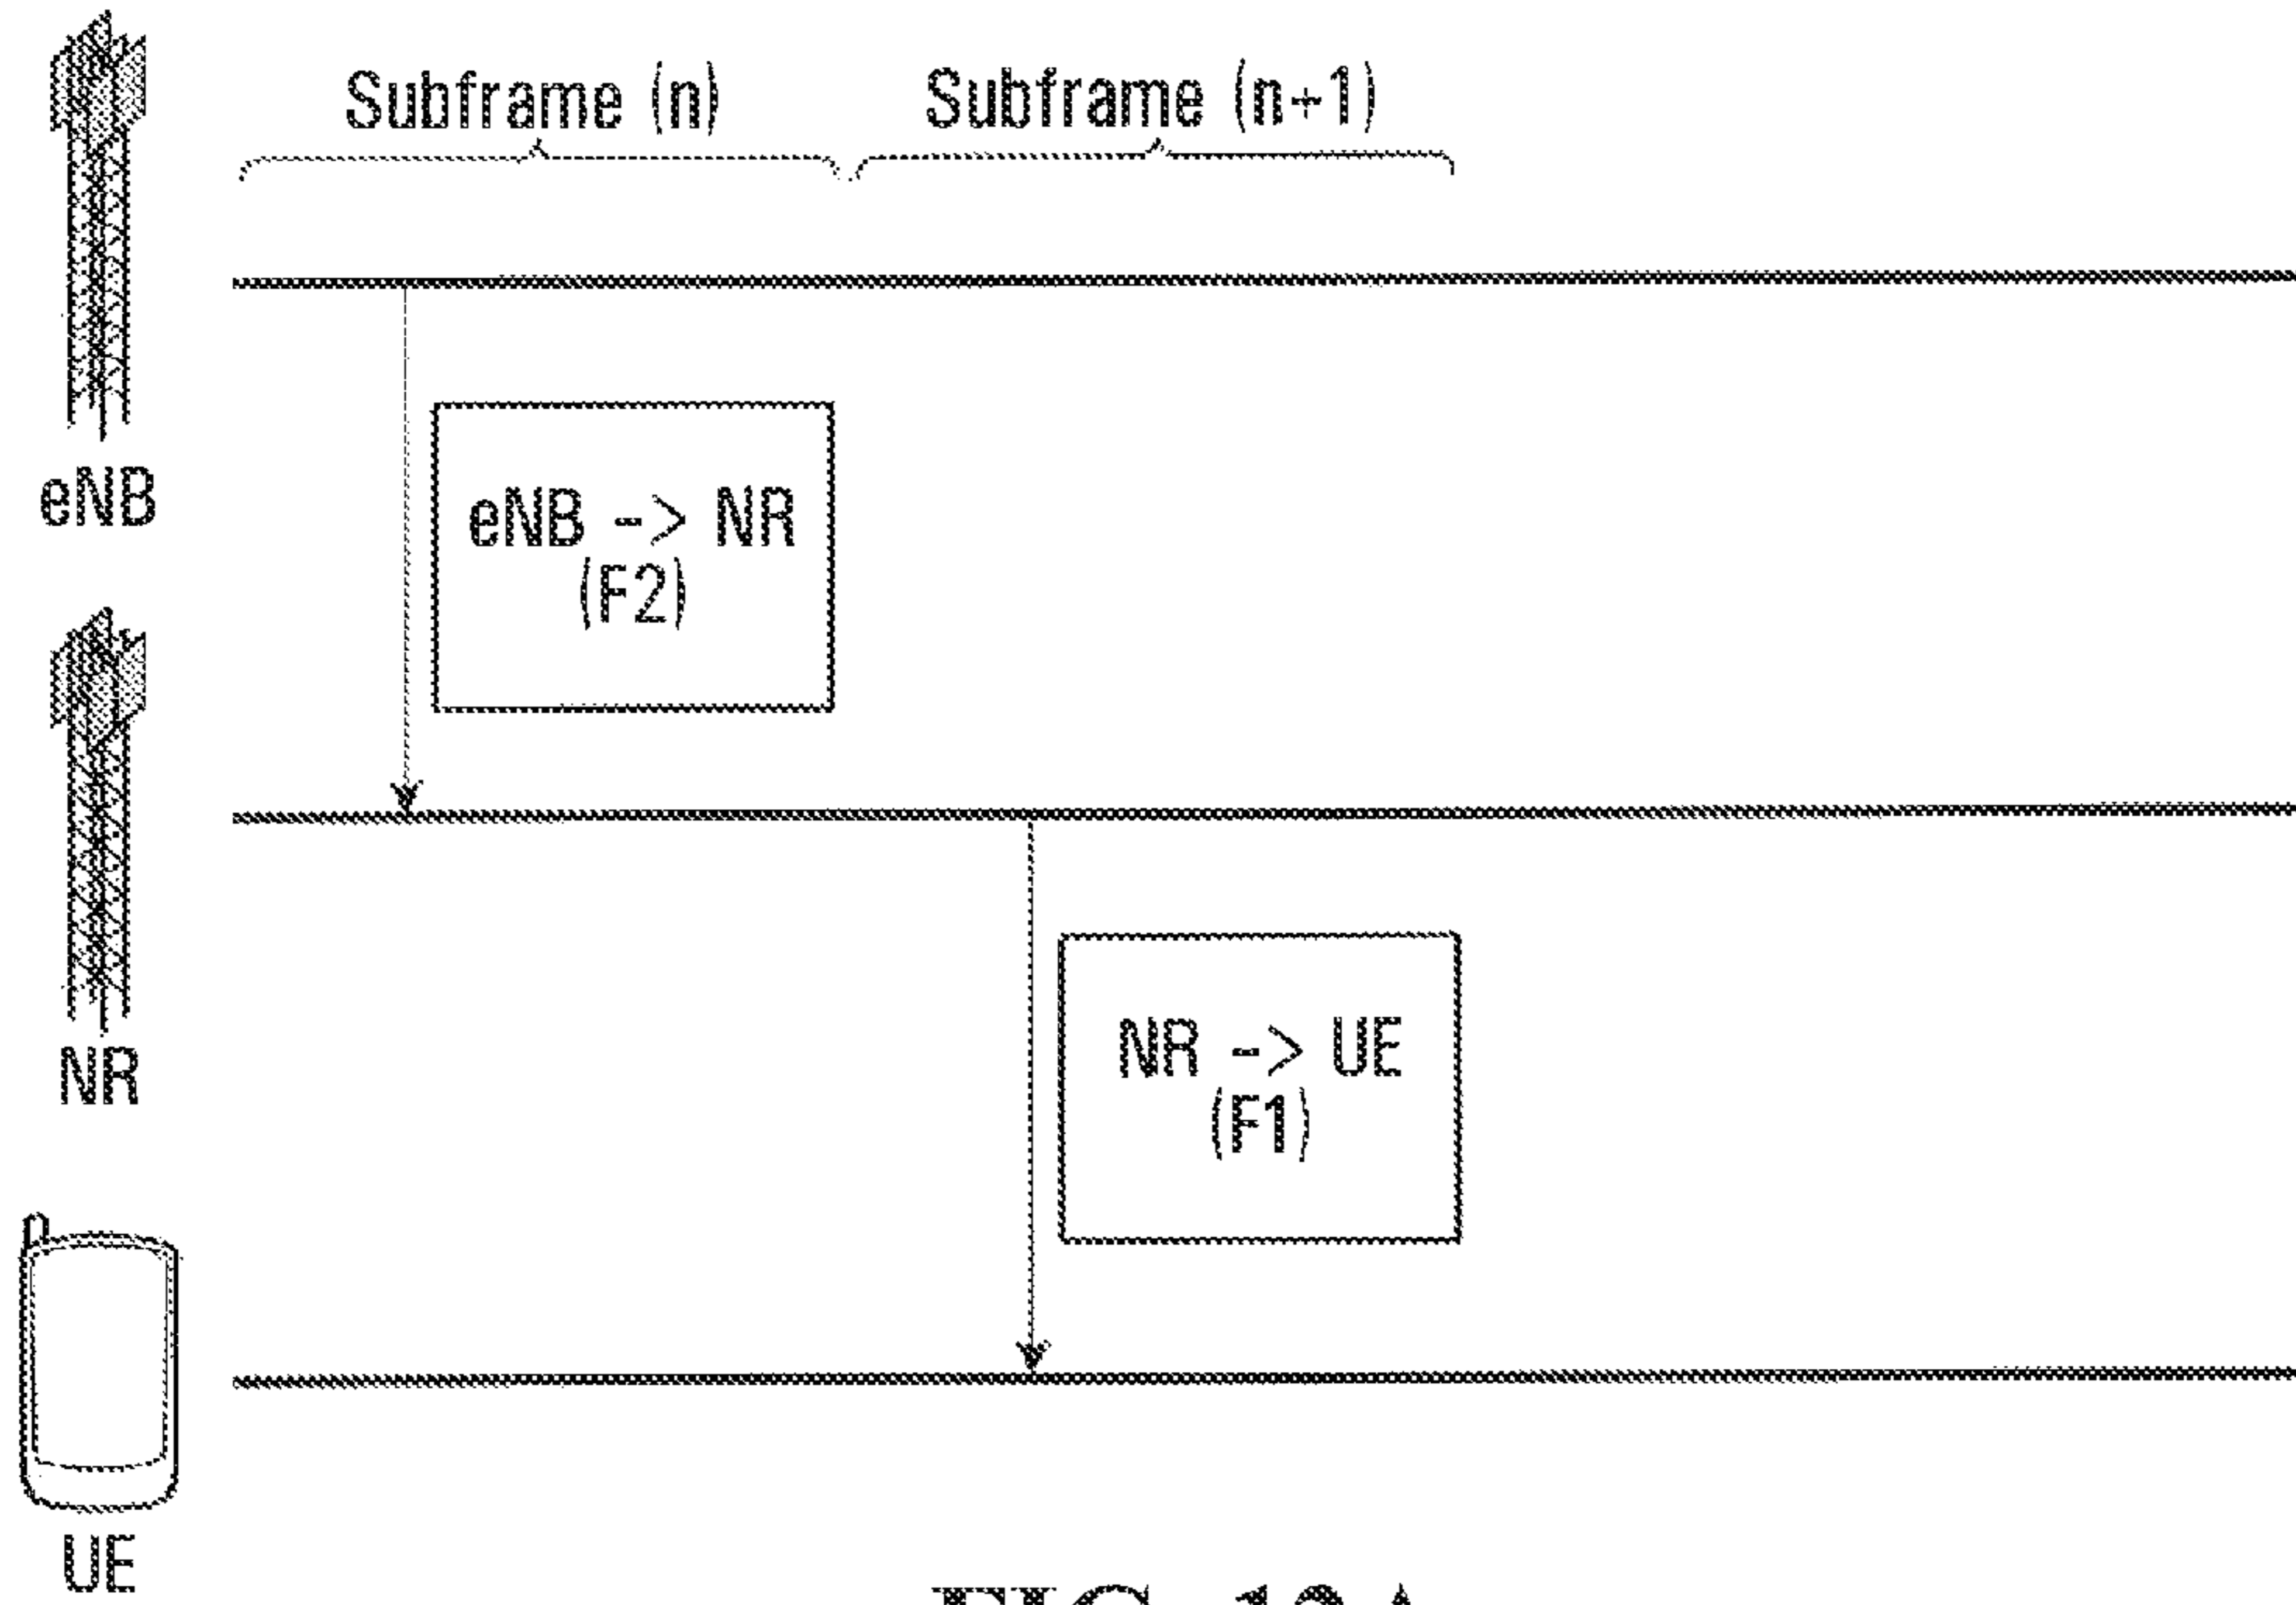 Subframe (n) Subframe (n+1)
eNB
eNB -> NR
(F2)
NR
NR -> UE
(F1)
UE